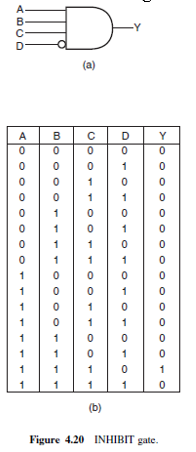 A
B
C
D
Y
(a)
A B C D Y
0 0 0 0 0
0 0 0 1 0
0 0 1 0 0
0 0 1 1 0
0 1 0 0 0
0 1 0 1 0
0 1 1 0 0
0 1 1 1 0
1 0 0 0 0
1 0 0 1 0
1 0 1 0 0
1 0 1 1 0
1 1 0 0 0
1 1 0 1 0
1 1 1 0 1
1 1 1 1 0
(b)
Figure 4.20 INHIBIT gate.